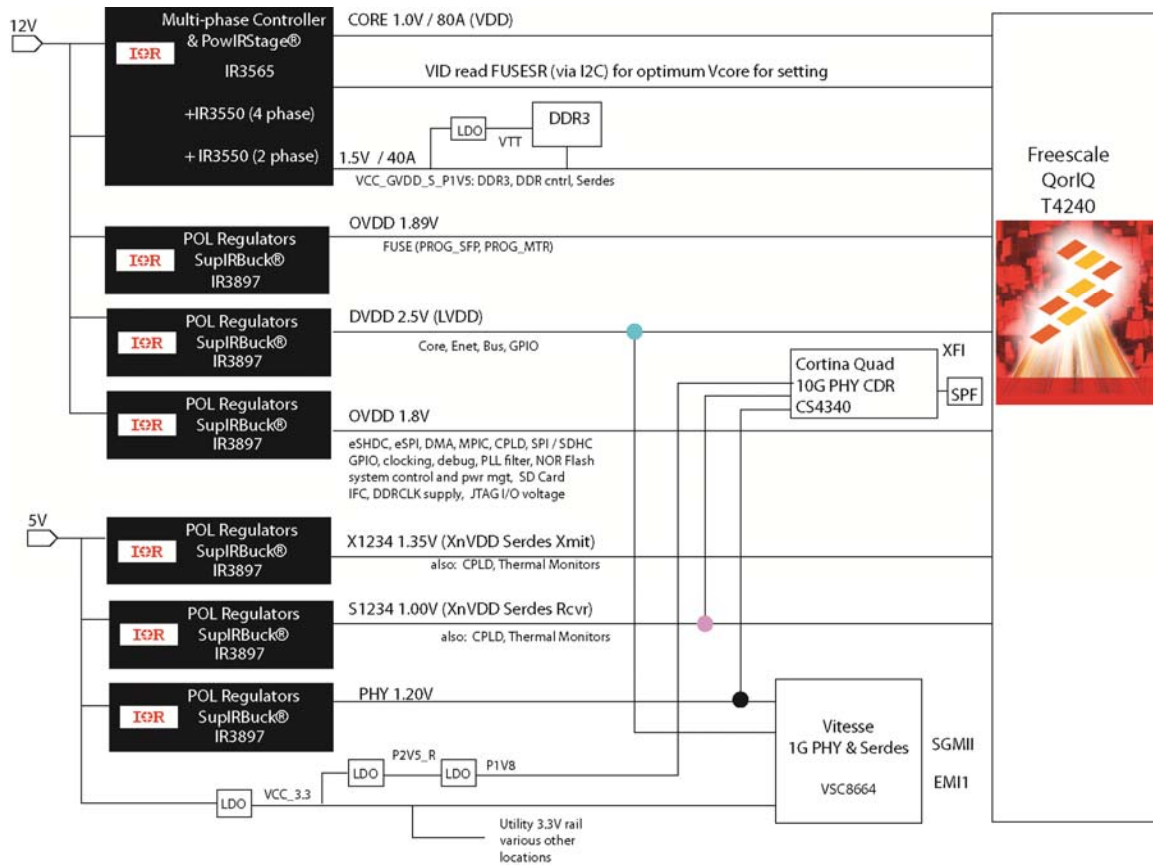 12V
IOR
Multi-phase Controller
& PowIRStage®
IR3565
+IR3550 (4 phase)
+ IR3550 (2 phase)
CORE 1.0V / 80A (VDD)
VID read FUSESR (via I2C) for optimum Vcore for setting
LDO
VTT
DDR3
1.5V / 40A
VCC_GVDD_S_P1V5: DDR3, DDR cntrl, Serdes
Freescale
QorIQ
T4240
IOR
POL Regulators
SupIRBuck®
IR3897
OVDD 1.89V
FUSE (PROG_SFP, PROG_MTR)
IOR
POL Regulators
SupIRBuck®
IR3897
DVDD 2.5V (LVDD)
Core, Enet, Bus, GPIO
Cortina Quad
10G PHY CDR
CS4340
XFI
SPF
IOR
POL Regulators
SupIRBuck®
IR3897
OVDD 1.8V
eSHDC, eSPI, DMA, MPIC, CPLD, SPI / SDHC
GPIO, clocking, debug, PLL filter, NOR Flash
system control and pwr mgt, SD Card
IFC, DDRCLK supply, JTAG I/O voltage
5V
IOR
POL Regulators
SupIRBuck®
IR3897
X1234 1.35V (XnVDD Serdes Xmit)
also: CPLD, Thermal Monitors
IOR
POL Regulators
SupIRBuck®
IR3897
S1234 1.00V (XnVDD Serdes Rcvr)
also: CPLD, Thermal Monitors
IOR
POL Regulators
SupIRBuck®
IR3897
PHY 1.20V
Vitesse
1G PHY & Serdes
VSC8664
SGMII
EMI1
LDO
P2V5_R
LDO
P1V8
LDO
VCC_3.3
Utility 3.3V rail
various other
locations